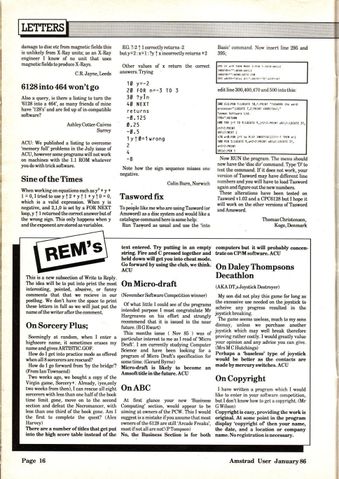 LETTERS
damage to disc etc from magnetic fields this
is unlikely from X-Ray units; as an X-Ray
engineer I know of no unit that uses
magnetic fields to produce X-Rays.
C.R. Jayne, Leeds
6128 into 464 won't go
Also a query, is there a listing to turn the
'6128 into a 464', as many friends of mine
have '128's' and are fed up of in compatible
software?
Ashley Cotter-Cairns
Surrey
ACU: We published a listing to overcome
'memory full' problems in the July issue of
ACU, however some programs will not work
on machines with the 1.1 ROM whatever
you do with trick software.
Sine of the Times
When working on equations such as y² + y +
which is a valid expression. When y is
negative, and 2,1,0 is set by a FOR NEXT
loop, y ↑ 1 returned the correct answer but of
the wrong sign. This only happens when y
and the exponent are stored as variables.
EG. ? -2 ↑ 1 correctly returns -2
but y=2: x=1: ?y ↑ x incorrectly returns +2
Other values of x return the correct
answers. Trying
10 y=-2
20 FOR n=-3 TO 3
30 ?y↑n
40 NEXT
returns
-0.125
0.25
-0.5
1
2
4
-8
Note how the sign sequence misses one
negative.
Colin Burn, Norwich
Tasword fix
To people like me who are using Tasword (or
Amsword) on a disc system and would like a
catalogue command here is some help.
Run Tasword as usual and use the 'into
Basic' command. Now insert line 295 and
395;
edit line 300,400,470 and 500 into this:
Now RUN the program. The menu should
now have the 'disc dir' command. Type 'D' to
test the command. If it does not work, your
version of Tasword may have different line
numbers and you will have to load Tasword
again and figure out the new numbers.
These alterations have been tested on
Tasword v1.02 and a CPC6128 but I hope it
will work on the other versions of Tasword
and Amsword.
Thomas Christensen,
Koge, Denmark
REM's
This is a new subsection of Write to Reply.
The idea will be to put into print the most
interesting, pointed, abusive, or funny
comments that that we recieve in our
postbag. We don't have the space to print
these letters in full so we will just put the
name of the writer after the comment.
On Sorcery Plus;
Seemingly at random, when I enter a
highscore name, it sometimes erases my
name and gives ARTISTIC GMF.
How do I get into practice mode as offered
when all 8 sorcerers are rescued?
How do I go forward from by the bridge?
(From Ian Townsend)
Two weeks ago, we bought a copy of the
Virgin game, Sorcery+. Already, (yes,only
two weeks from then), I can rescue all eight
sorcerers with less than one half of the book
time limit gone, move on to the second
section and defeat the Necromancer, with
less than one third of the book gone. Am I
the first to complete the quest? (Alex
Harvey)
There are a number of titles that get put
into the high score table instead of the
text entered. Try putting in an empty
string. Fire and C pressed together and
held down will get you into cheat mode.
Go forward by using the club, we think.
ACU
On Micro-draft
(November Software Competition winner)
Of what little I could see of the programs
intended purpose I must congratulate Mr
Hargreaves on his effort and strongly
recommend that it is issued in the near
future. (B G Knust)
This months issue ( Nov 85 ) was of
particular interest to me as I read of 'Micro
Draft'. I am currently studying Computer
Science and have been looking for a
program of Micro Draft's specification for
some time. (Gerard Byrne)
Micro-draft is likely to become an
Amsoft title in the future. ACU
On ABC
At first glance your new 'Business
Computing' section, would appear to be
aiming at owners of the PCW. This I would
suggest is a mistake if you assume that most
owners of the 6128 are still 'Arcade Freaks',
most if not all are not! (P Tompson)
No, the Business Section is for both
computers but it will probably concen-
trate on CP/M software. ACU
On Daley Thompsons
Decathlon
(AKA DT,s Joystick Destroyer)
My son did not play this game for long as
the excessive use needed on the joystick to
achieve any progress resulted in the
joystick breaking.
The game seems useless, many to my sons
dismay, unless we purchase another
joystick which may well break therefore
proving rather costly. I would greatly value
your opinion and any advice you can give.
(Mrs M C Hutchinson)
Perhaps a 'baseless' type of joystick
would be better as the contacts are
made by mercury switches. ACU
On Copyright
I have written a program which I would
like to enter in your software competition,
but I don't know how to get a copyright. (Mr
G Wilson)
Copyright is easy, providing the work is
original. At some point in the program
display 'copyright of' then your name,
the date, and a location or company
name. No registration is necessary.
Page 16
Amstrad User January 86